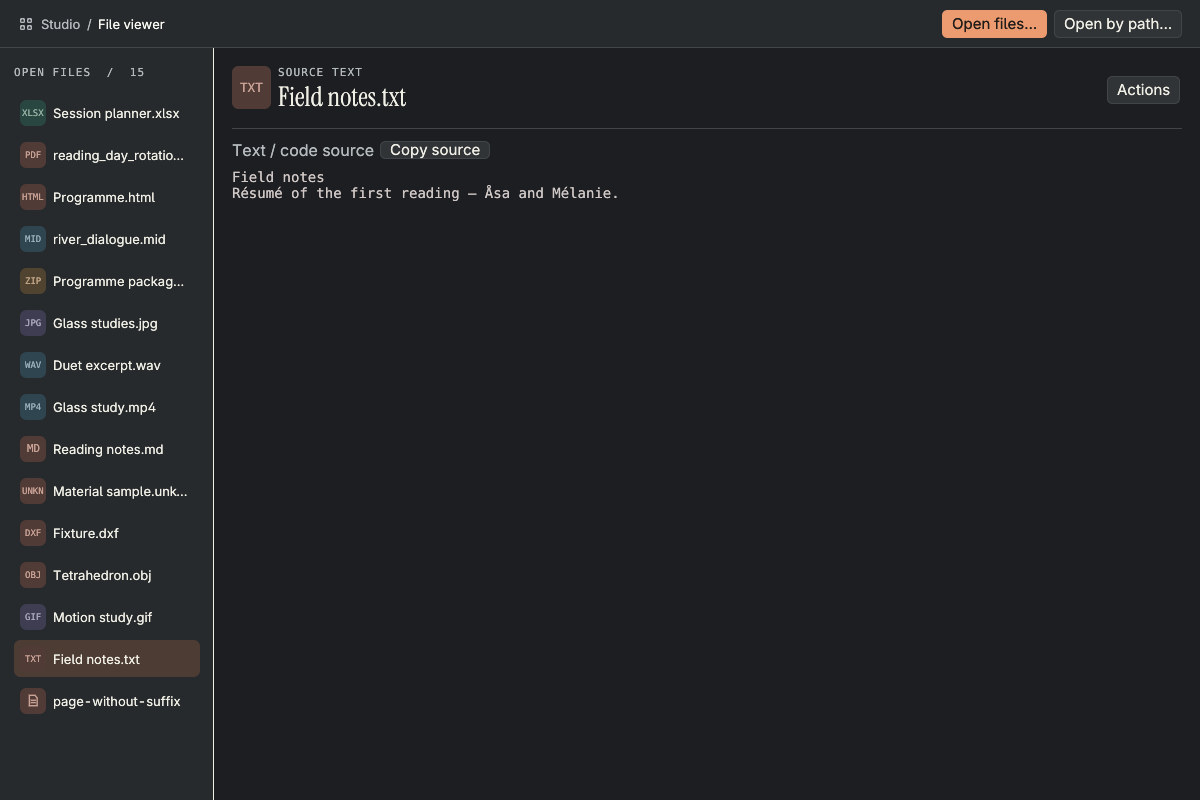 Studio / File viewer
Open files...
Open by path...
OPEN FILES / 15
XLSX Session planner.xlsx
PDF reading_day_rotatio...
HTML Programme.html
MID river_dialogue.mid
ZIP Programme packag...
JPG Glass studies.jpg
WAV Duet excerpt.wav
MP4 Glass study.mp4
MD Reading notes.md
UNKN Material sample.unk...
DXF Fixture.dxf
OBJ Tetrahedron.obj
GIF Motion study.gif
TXT Field notes.txt
page-without-suffix
TXT
SOURCE TEXT
Field notes.txt
Actions
Text / code source Copy source
Field notes
Résumé of the first reading — Åsa and Mélanie.